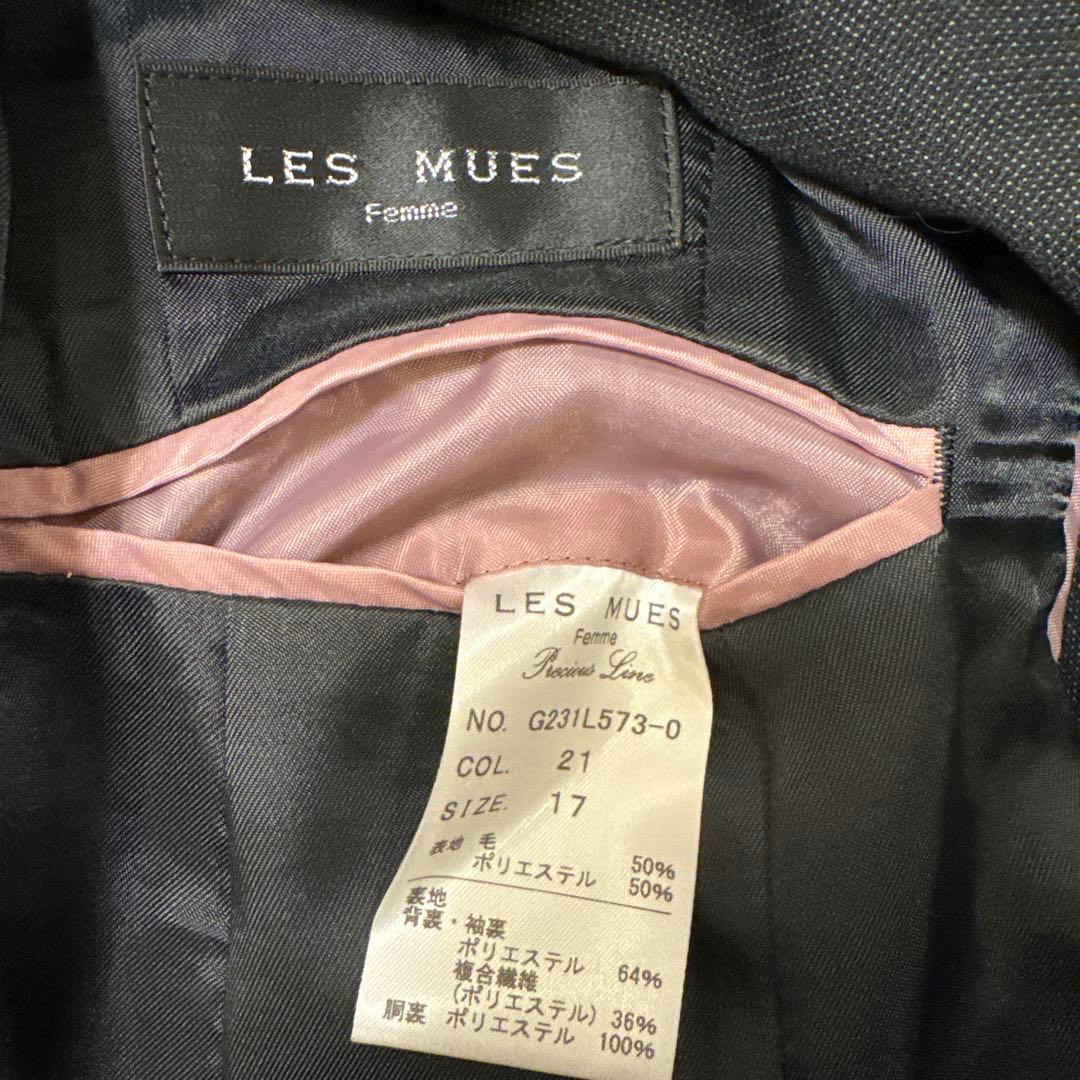 LES MUES
Femme
LES MUES
Femme
Precious Line
NO. G231L573-0
COL. 21
SIZE. 17
表地 毛 50%
ポリエステル 50%
裏地
背裏・袖裏
ポリエステル 64%
複合繊維
(ポリエステル) 36%
胴裏 ポリエステル 100%